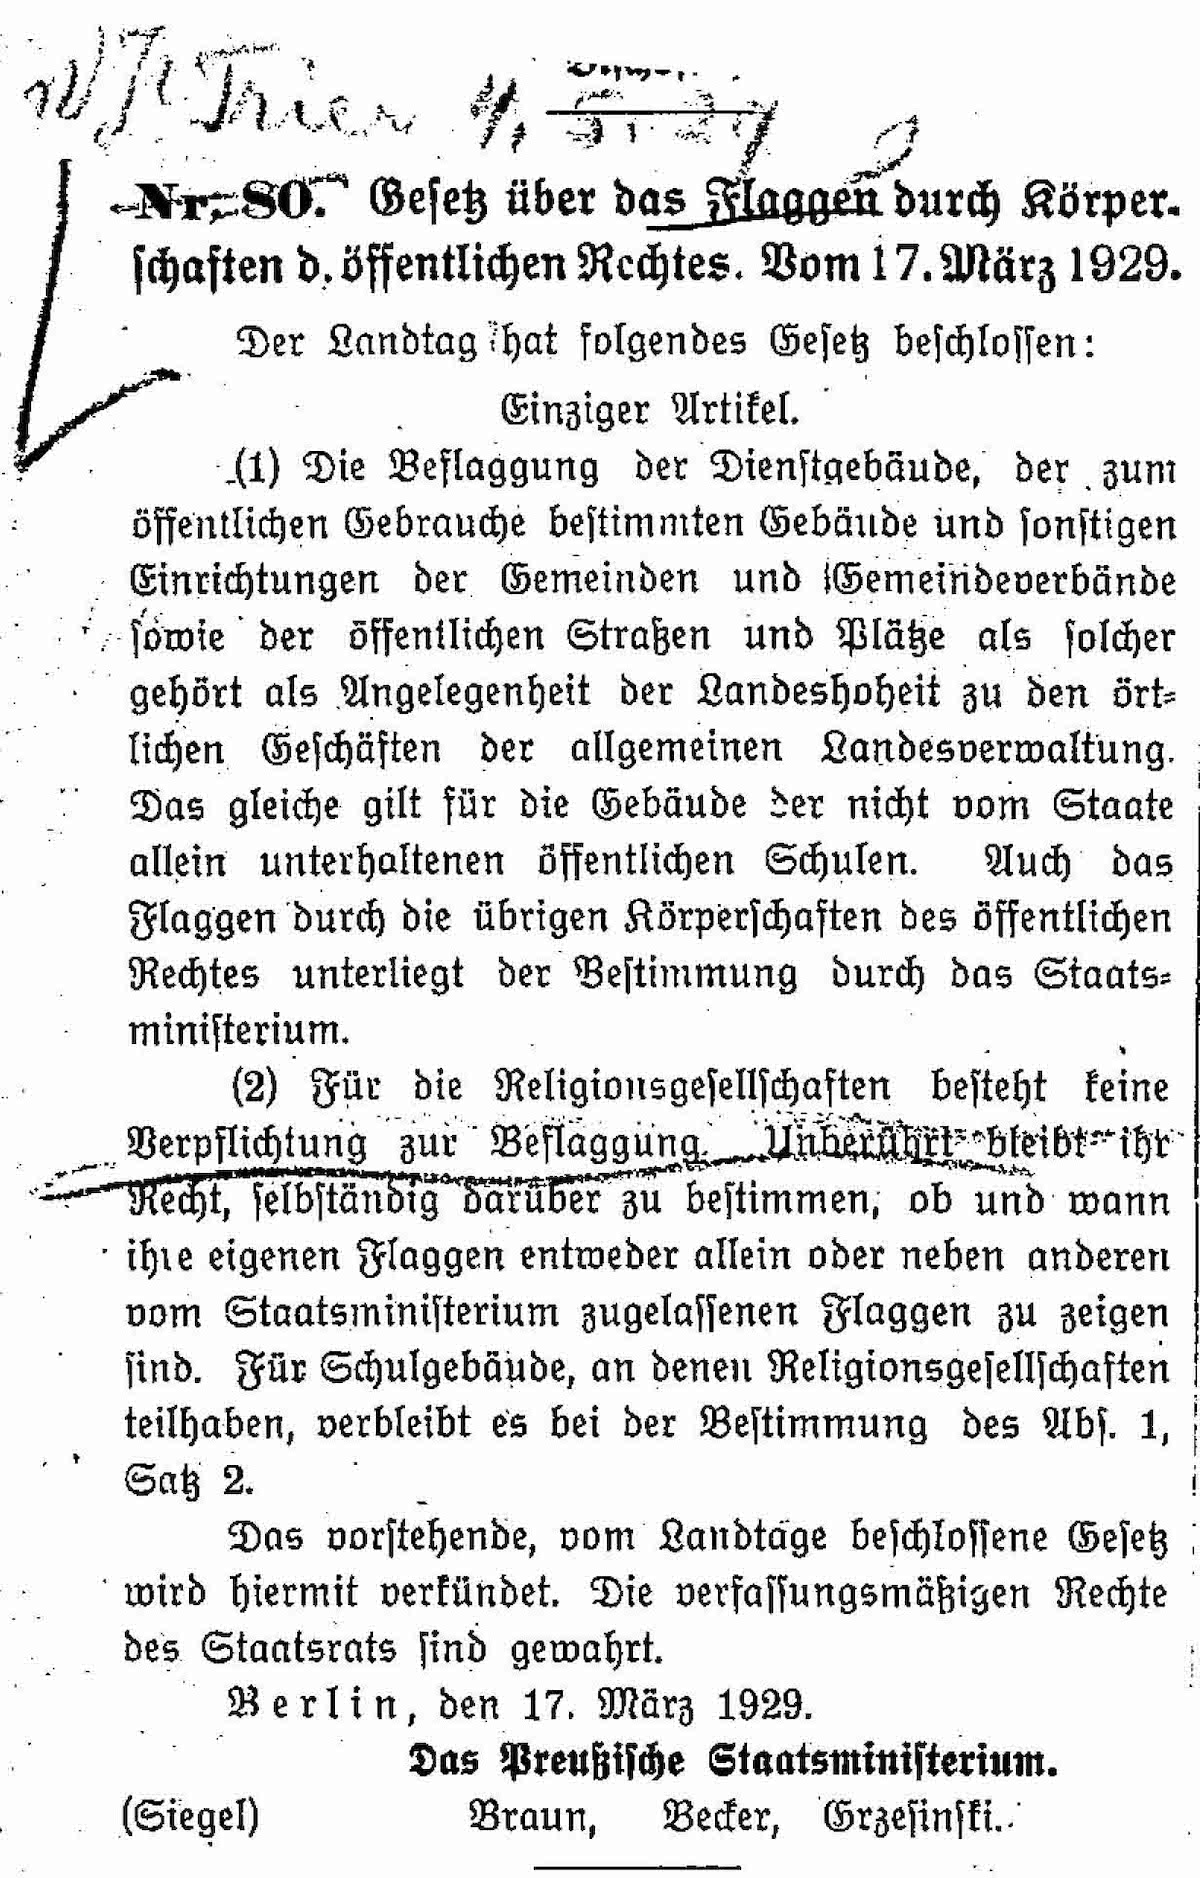 Trier 4, 5. 29
Nr. 80. Gesetz über das Flaggen durch Körper-
schaften d. öffentlichen Rechtes. Vom 17. März 1929.
Der Landtag hat folgendes Gesetz beschlossen:
Einziger Artikel.
(1) Die Beflaggung der Dienstgebäude, der zum
öffentlichen Gebrauche bestimmten Gebäude und sonstigen
Einrichtungen der Gemeinden und Gemeindeverbände
sowie der öffentlichen Straßen und Plätze als solcher
gehört als Angelegenheit der Landeshoheit zu den ört-
lichen Geschäften der allgemeinen Landesverwaltung.
Das gleiche gilt für die Gebäude der nicht vom Staate
allein unterhaltenen öffentlichen Schulen. Auch das
Flaggen durch die übrigen Körperschaften des öffentlichen
Rechtes unterliegt der Bestimmung durch das Staats-
ministerium.
(2) Für die Religionsgesellschaften besteht keine
Verpflichtung zur Beflaggung. Unberührt bleibt ihr
Recht, selbständig darüber zu bestimmen, ob und wann
ihre eigenen Flaggen entweder allein oder neben anderen
vom Staatsministerium zugelassenen Flaggen zu zeigen
sind. Für Schulgebäude, an denen Religionsgesellschaften
teilhaben, verbleibt es bei der Bestimmung des Abs. 1,
Satz 2.
Das vorstehende, vom Landtage beschlossene Gesetz
wird hiermit verkündet. Die verfassungsmäßigen Rechte
des Staatsrats sind gewahrt.
Berlin, den 17. März 1929.
Das Preußische Staatsministerium.
(Siegel) Braun, Becker, Grzesinski.